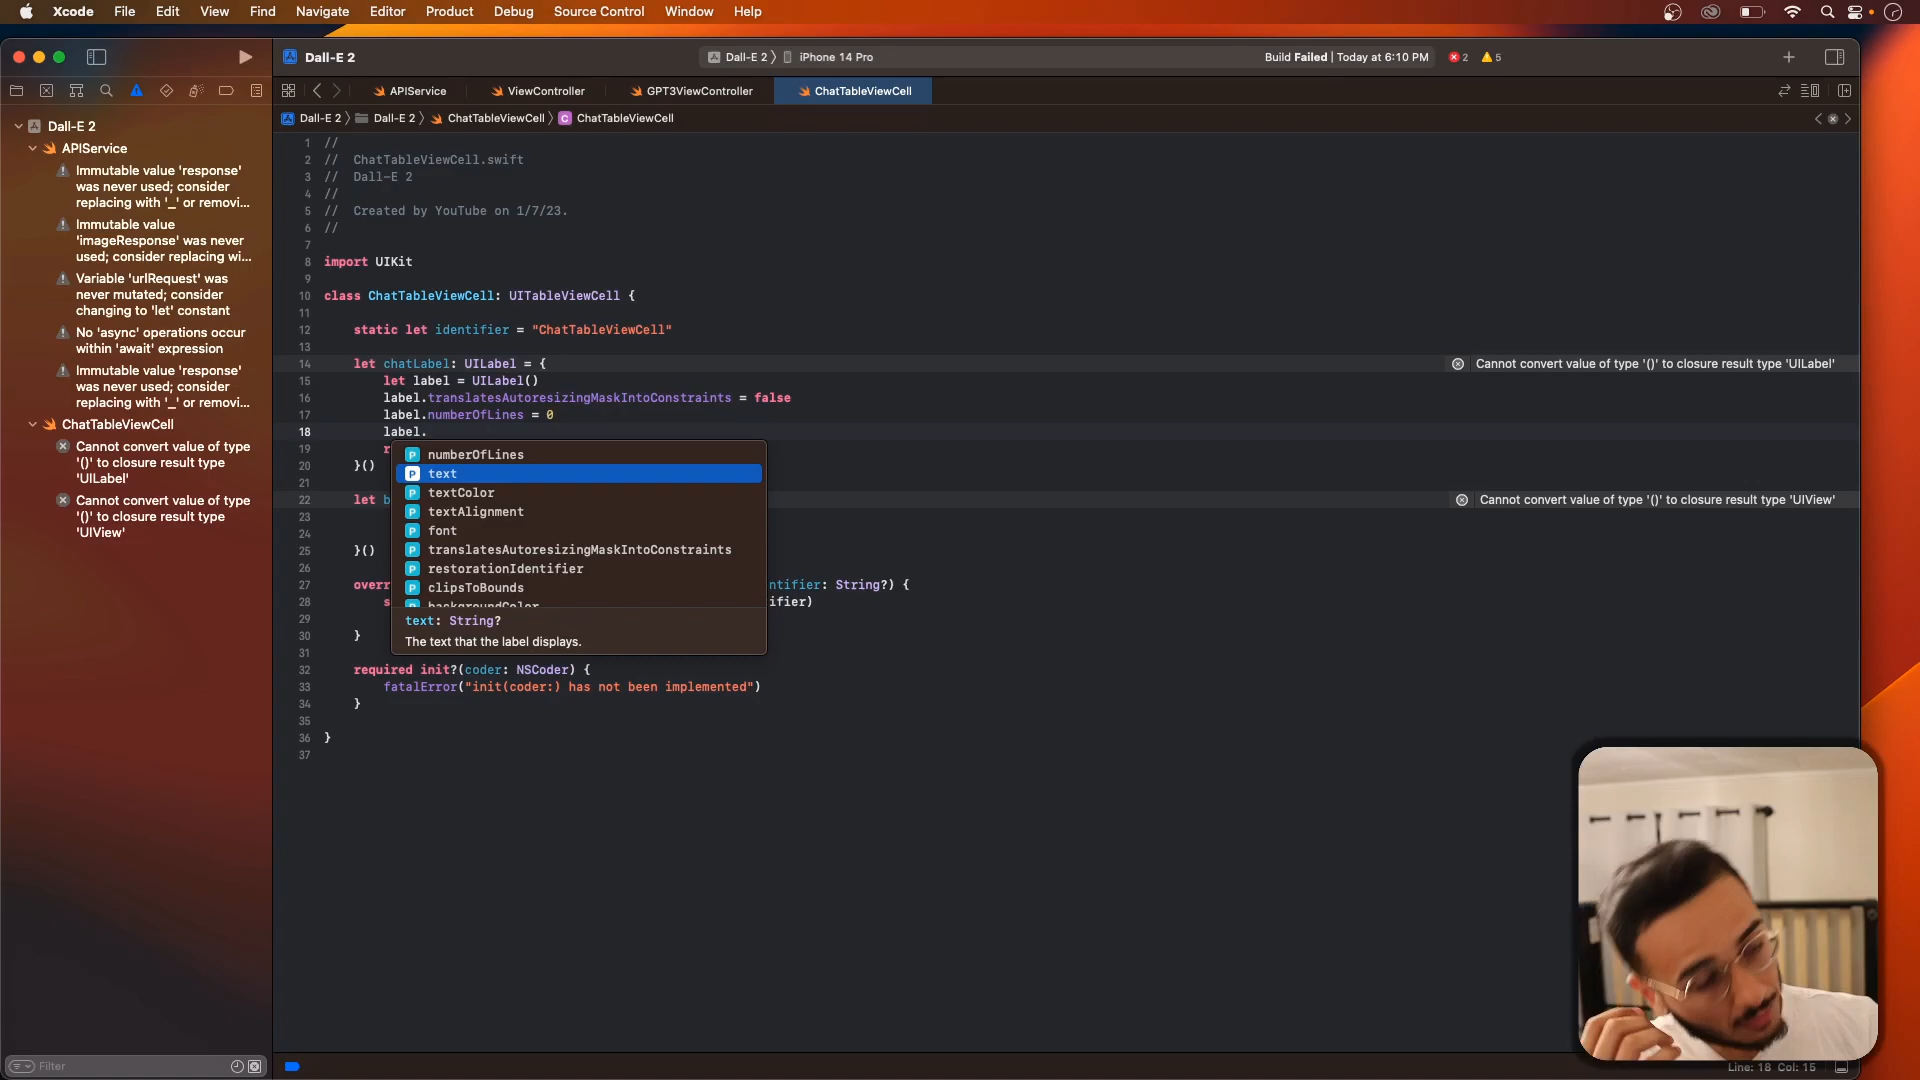 Xcode File Edit View Find Navigate Editor Product Debug Source Control Window Help
Dall-E 2
Dall-E 2 iPhone 14 Pro
Build Failed | Today at 6:10 PM
2
5
APIService
ViewController
GPT3ViewController
ChatTableViewCell
Dall-E 2
Dall-E 2
ChatTableViewCell
C ChatTableViewCell
Dall-E 2
APIService
Immutable value 'response'
was never used; consider
replacing with '_' or removi...
Immutable value
'imageResponse' was never
used; consider replacing wi...
Variable 'urlRequest' was
never mutated; consider
changing to 'let' constant
No 'async' operations occur
within 'await' expression
Immutable value 'response'
was never used; consider
replacing with '_' or removi...
ChatTableViewCell
Cannot convert value of type
'()' to closure result type
'UILabel'
Cannot convert value of type
'()' to closure result type
'UIView'
Filter
1 //
2 // ChatTableViewCell.swift
3 // Dall-E 2
4 //
5 // Created by YouTube on 1/7/23.
6 //
7
8 import UIKit
9
10 class ChatTableViewCell: UITableViewCell {
11
12 static let identifier = "ChatTableViewCell"
13
14 let chatLabel: UILabel = {
Cannot convert value of type '()' to closure result type 'UILabel'
15 let label = UILabel()
16 label.translatesAutoresizingMaskIntoConstraints = false
17 label.numberOfLines = 0
18 label.
19 r
20 }()
21
22 let b
Cannot convert value of type '()' to closure result type 'UIView'
23
24
25 }()
26
27 overr
ntifier: String?) {
28 s
ifier)
29
30 }
31
32 required init?(coder: NSCoder) {
33 fatalError("init(coder:) has not been implemented")
34 }
35
36 }
37
P numberOfLines
P text
P textColor
P textAlignment
P font
P translatesAutoresizingMaskIntoConstraints
P restorationIdentifier
P clipsToBounds
P backgroundColor
text: String?
The text that the label displays.
Line: 18 Col: 15